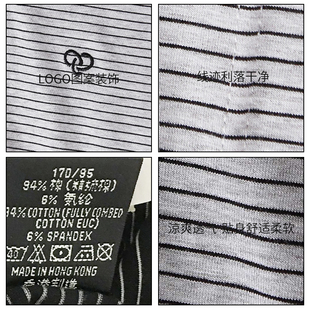 LOGO图案装饰
线迹利落干净
170/95
94% 棉(精梳棉)
6% 氨纶
94% COTTON (FULLY COMBED
COTTON EUC)
6% SPANDEX
MADE IN HONG KONG
凉爽透气 贴身舒适柔软